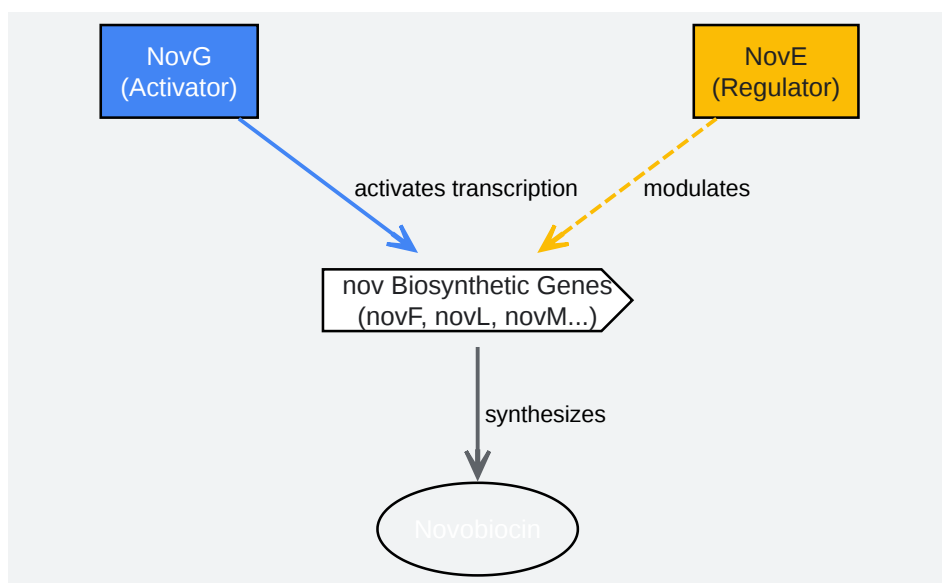 NovG
(Activator)
NovE
(Regulator)
activates transcription
modulates
nov Biosynthetic Genes
(novF, novL, novM...)
synthesizes
Novobiocin